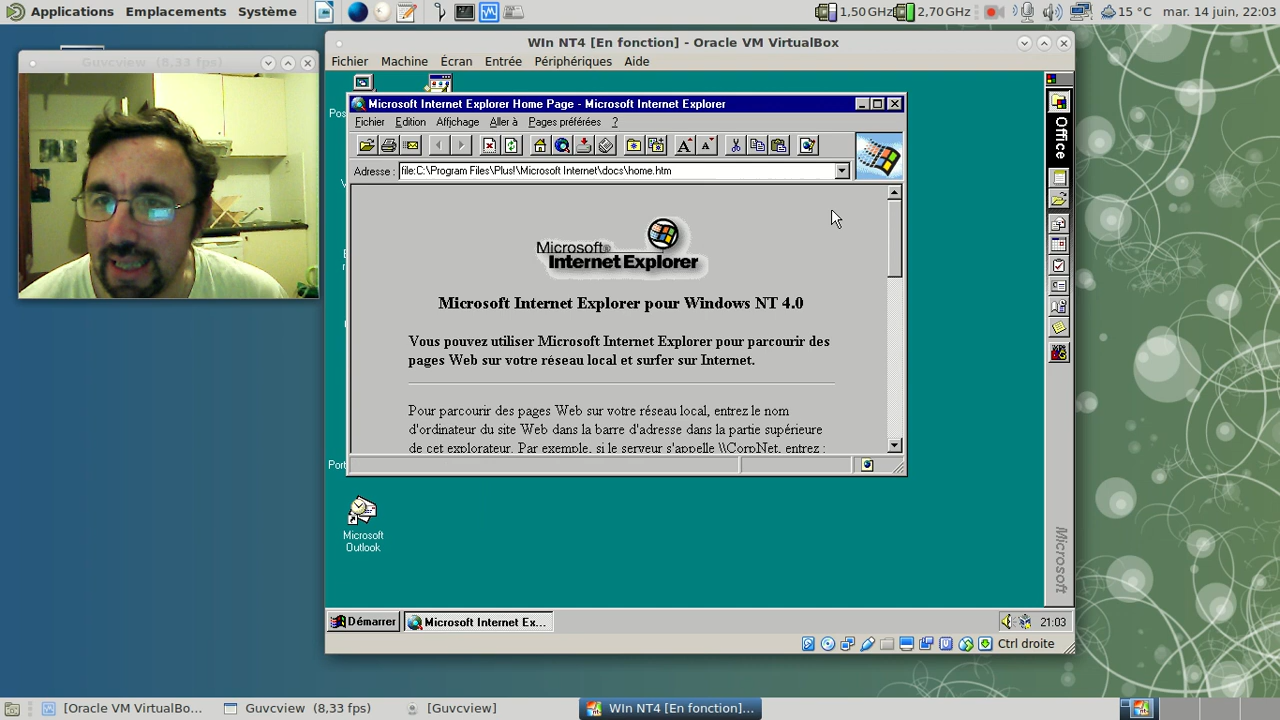 Applications Emplacements Système 1,50 GHz 2,70 GHz 15 °C mar. 14 juin, 22:03
Guvcview (8,33 fps)
WIn NT4 [En fonction] - Oracle VM VirtualBox
Fichier Machine Écran Entrée Périphériques Aide
Microsoft Internet Explorer Home Page - Microsoft Internet Explorer
Fichier Edition Affichage Aller à Pages préférées ?
Adresse : file:C:\Program Files\Plus!\Microsoft Internet\docs\home.htm
Office
Microsoft®
Internet Explorer
Microsoft Internet Explorer pour Windows NT 4.0
Vous pouvez utiliser Microsoft Internet Explorer pour parcourir des
pages Web sur votre réseau local et surfer sur Internet.
Pour parcourir des pages Web sur votre réseau local, entrez le nom
d'ordinateur du site Web dans la barre d'adresse dans la partie supérieure
de cet explorateur. Par exemple, si le serveur s'appelle \\CorpNet, entrez :
Microsoft
Outlook
Microsoft
Démarrer Microsoft Internet Ex... 21:03
Ctrl droite
[Oracle VM VirtualBo... Guvcview (8,33 fps) [Guvcview] WIn NT4 [En fonction]...